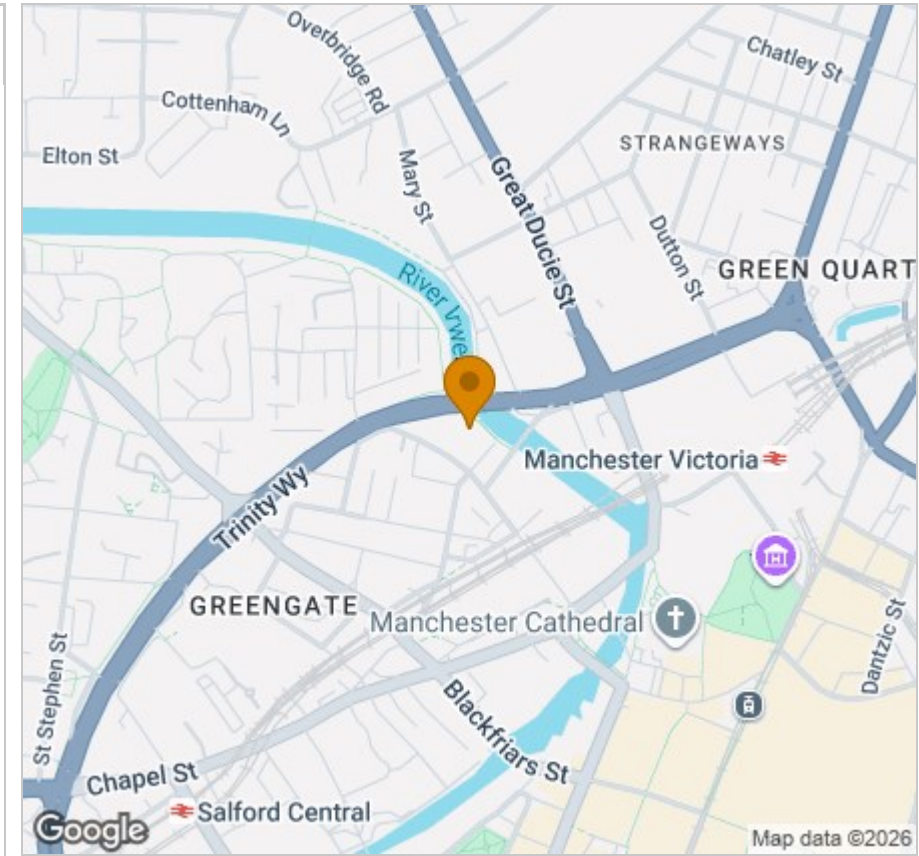 Overbridge Rd
Chatley St
Cottenham Ln
STRANGEWAYS
Elton St
Mary St
Great Ducie St
Dutton St
GREEN QUART
River Irwe
Manchester Victoria
Trinity Wy
GREENGATE
Manchester Cathedral
Dantzic St
St Stephen St
Blackfriars St
Chapel St
Salford Central
Google
Map data ©2026